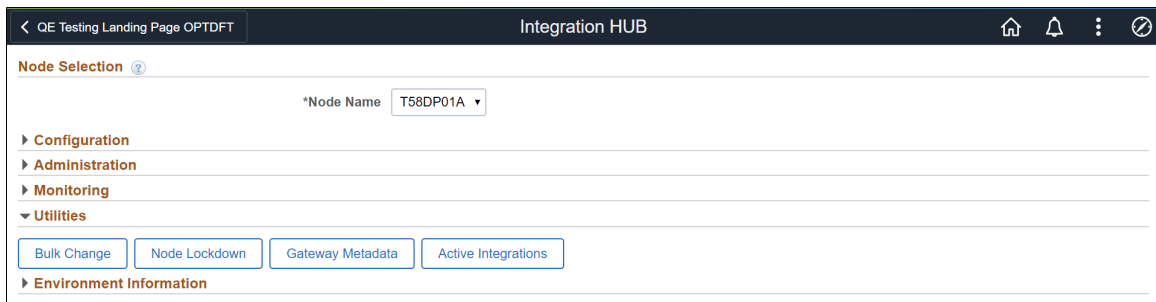 QE Testing Landing Page OPTDFT Integration HUB
Node Selection ?
*Node Name T58DP01A
Configuration
Administration
Monitoring
Utilities
Bulk Change Node Lockdown Gateway Metadata Active Integrations
Environment Information